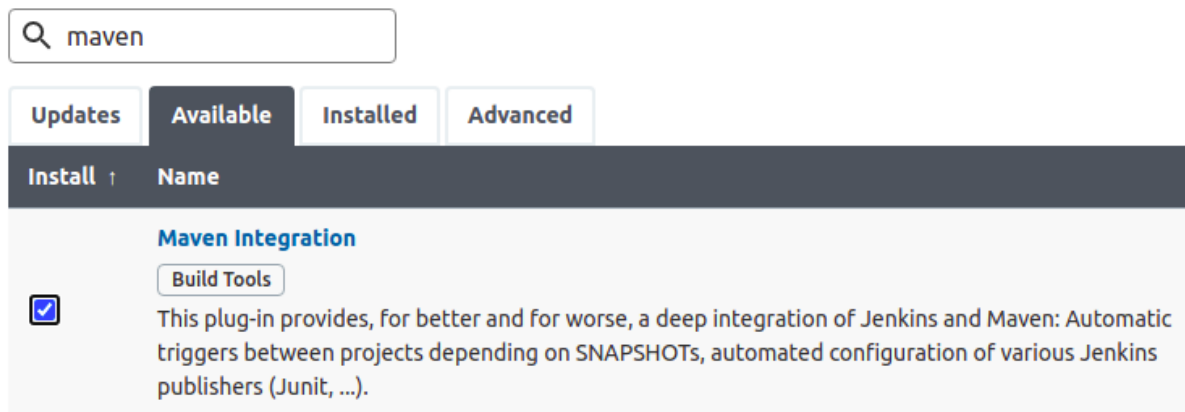 maven
Updates Available Installed Advanced
Install ↑ Name
Maven Integration
Build Tools
This plug-in provides, for better and for worse, a deep integration of Jenkins and Maven: Automatic
triggers between projects depending on SNAPSHOTs, automated configuration of various Jenkins
publishers (Junit, ...).